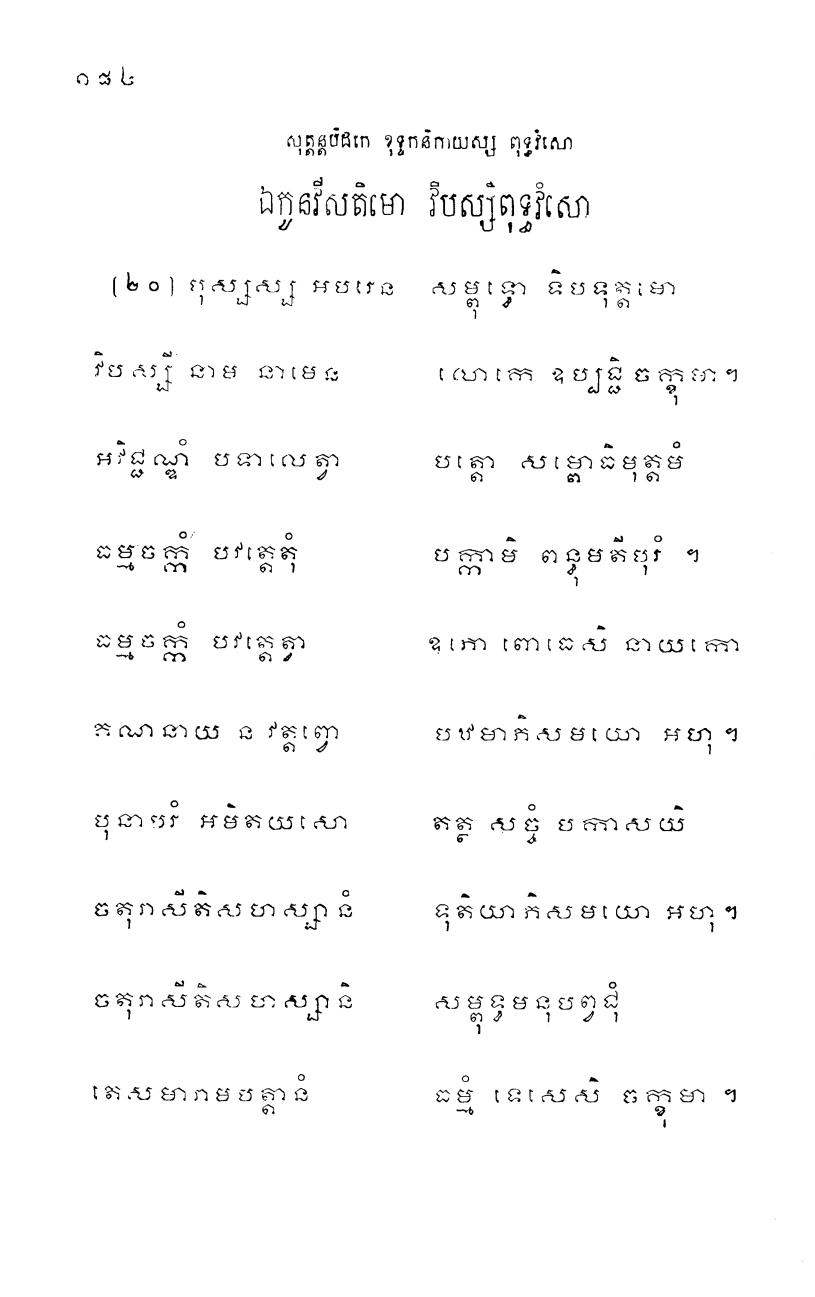 ១៨៤
សុត្តន្តបិដកេ ខុទ្ទកនិកាយស្ស ពុទ្ធវំសោ
ឯកូនវីសតិមោ វិបស្សិពុទ្ធវំសោ
(២០) បុស្សស្ស អបរេន សម្ពុទ្ធោ ទិបទុត្តមោ
វិបស្សី នាម នាមេន លោកេ ឧប្បជ្ជិ ចក្ខុមា។
អវិជ្ជណ្ឌំ បទាលេត្វា បត្តោ សម្ពោធិមុត្តមំ
ធម្មចក្កំ បវត្តេតុំ បក្កាមិ ពន្ធុមតីបុរំ ។
ធម្មចក្កំ បវត្តេត្វា ឧភោ ពោធេសិ នាយកោ
គណនាយ ន វត្តព្វោ បឋមាភិសមយោ អហុ។
បុនាបរំ អមិតយសោ តត្ថ សច្ចំ បកាសយិ
ចតុរាសីតិសហស្សានំ ទុតិយាភិសមយោ អហុ។
ចតុរាសីតិសហស្សានិ សម្ពុទ្ធមនុបព្វជុំ
តេសមារាមបត្តានំ ធម្មំ ទេសេសិ ចក្ខុមា ។